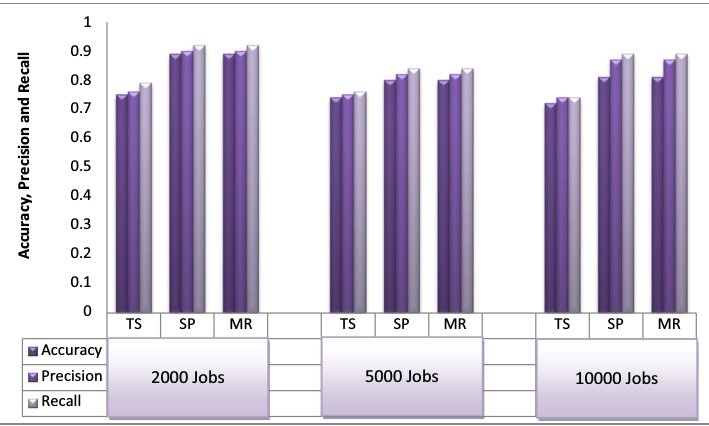 Accuracy, Precision and Recall
1
0.9
0.8
0.7
0.6
0.5
0.4
0.3
0.2
0.1
0
TS SP MR TS SP MR TS SP MR
Accuracy
Precision
Recall
2000 Jobs
5000 Jobs
10000 Jobs